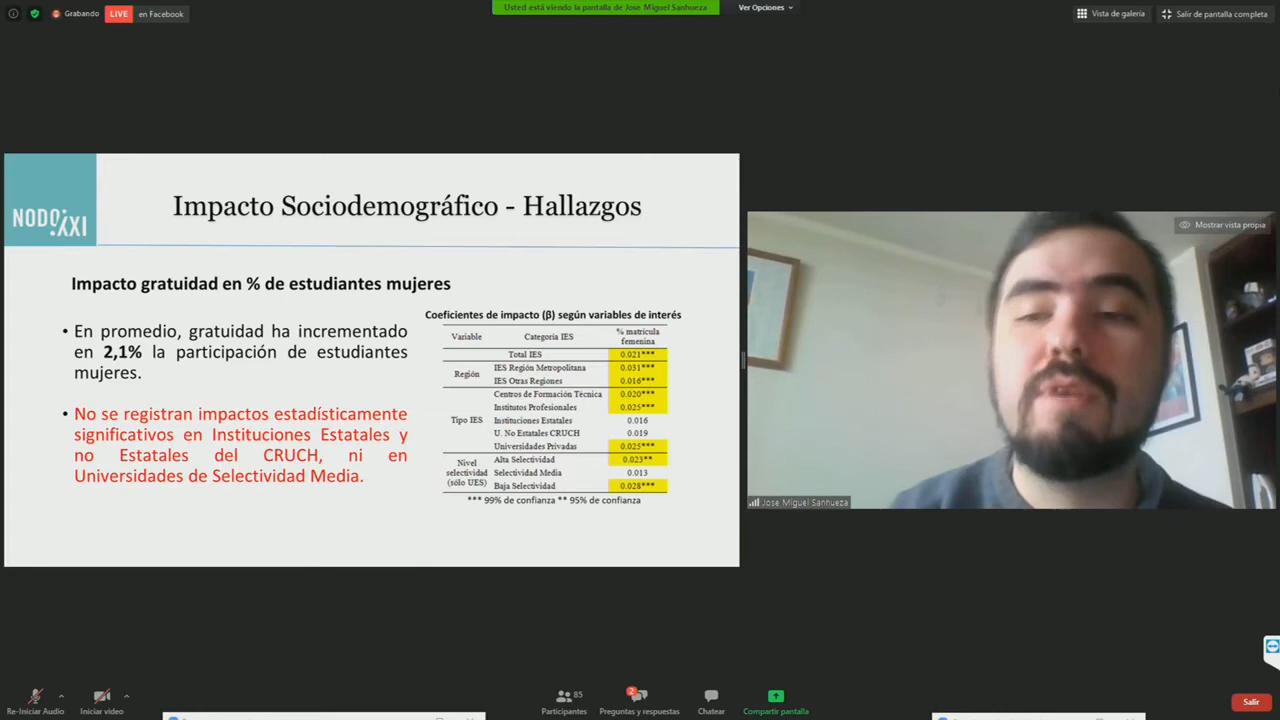 Grabando LIVE en Facebook
Usted está viendo la pantalla de Jose Miguel Sanhueza Ver Opciones
Vista de galería Salir de pantalla completa
NODO XXI
Impacto Sociodemográfico - Hallazgos
Impacto gratuidad en % de estudiantes mujeres
• En promedio, gratuidad ha incrementado
en 2,1% la participación de estudiantes
mujeres.
• No se registran impactos estadísticamente
significativos en Instituciones Estatales y
no Estatales del CRUCH, ni en
Universidades de Selectividad Media.
Coeficientes de impacto (β) según variables de interés
Variable Categoría IES % matrícula
femenina
Total IES 0.021***
Región IES Región Metropolitana 0.031***
IES Otras Regiones 0.016***
Tipo IES Centros de Formación Técnica 0.020***
Institutos Profesionales 0.025***
Instituciones Estatales 0.016
U. No Estatales CRUCH 0.019
Universidades Privadas 0.025***
Nivel
selectividad
(sólo UES)
Alta Selectividad 0.023**
Selectividad Media 0.013
Baja Selectividad 0.028***
*** 99% de confianza ** 95% de confianza
Mostrar vista propia
Jose Miguel Sanhueza
Re-Iniciar Audio
Iniciar video
85
Participantes
2
Preguntas y respuestas
Chatear
Compartir pantalla
Salir